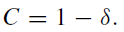 C = 1 − δ.